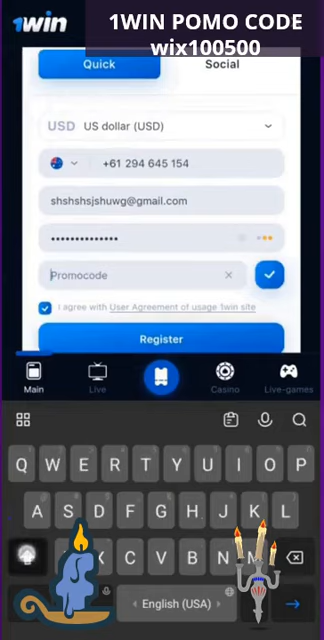 1win
1WIN POMO CODE
wix100500
Quick
Social
USD US dollar (USD)
+61 294 645 154
shshshsjshuwg@gmail.com
Promocode
I agree with User Agreement of usage 1win site
Register
Main
Live
Casino
Live-games
Q W E R T Y U I O P
A S D F G H J K L
X C V B N
English (USA)